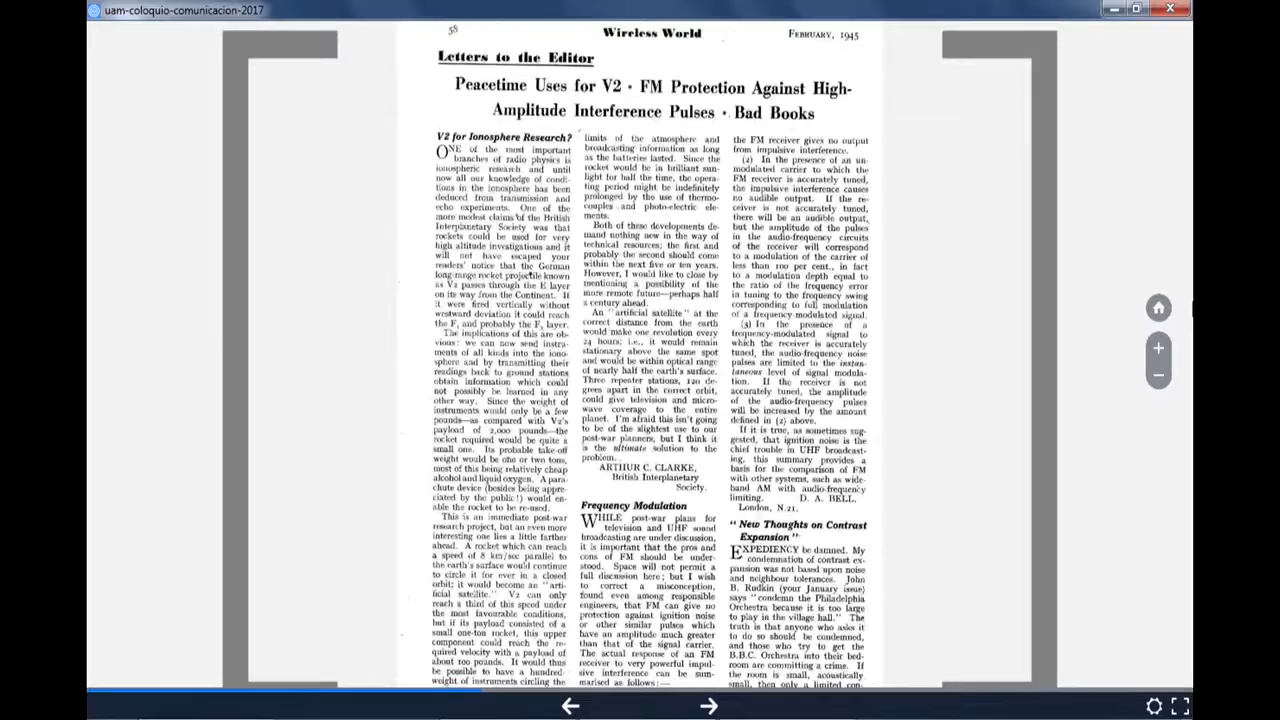 uam-coloquio-comunicacion-2017
58
Wireless World
FEBRUARY, 1945
Letters to the Editor
Peacetime Uses for V2 · FM Protection Against High-
Amplitude Interference Pulses · Bad Books
V2 for Ionosphere Research?
ONE of the most important
branches of radio physics is
ionospheric research and until
now all our knowledge of condi-
tions in the ionosphere has been
deduced from transmission and
echo experiments. One of the
more modest claims of the British
Interplanetary Society was that
rockets could be used for very
high altitude investigations and it
will not have escaped your
readers' notice that the German
long-range rocket projectile known
as V2 passes through the E layer
on its way from the Continent. If
it were fired vertically without
westward deviation it could reach
the F₁ and probably the F₂ layer.
The implications of this are ob-
vious: we can now send instru-
ments of all kinds into the iono-
sphere and by transmitting their
readings back to ground stations
obtain information which could
not possibly be learned in any
other way. Since the weight of
instruments would only be a few
pounds—as compared with V2's
payload of 2,000 pounds—the
rocket required would be quite a
small one. Its probable take-off
weight would be one or two tons,
most of this being relatively cheap
alcohol and liquid oxygen. A para-
chute device (besides being appre-
ciated by the public!) would en-
able the rocket to be re-used.
This is an immediate post-war
research project, but an even more
interesting one lies a little farther
ahead. A rocket which can reach
a speed of 8 km/sec parallel to
the earth's surface would continue
to circle it for ever in a closed
orbit; it would become an "arti-
ficial satellite." V2 can only
reach a third of this speed under
the most favourable conditions,
but if its payload consisted of a
small one-ton rocket, this upper
component could reach the re-
quired velocity with a payload of
about 100 pounds. It would thus
be possible to have a hundred-
weight of instruments circling the
limits of the atmosphere and
broadcasting information as long
as the batteries lasted. Since the
rocket would be in brilliant sun-
light for half the time, the opera-
ting period might be indefinitely
prolonged by the use of thermo-
couples and photo-electric ele-
ments.
Both of these developments de-
mand nothing new in the way of
technical resources; the first and
probably the second should come
within the next five or ten years.
However, I would like to close by
mentioning a possibility of the
more remote future—perhaps half
a century ahead.
An "artificial satellite" at the
correct distance from the earth
would make one revolution every
24 hours; i.e., it would remain
stationary above the same spot
and would be within optical range
of nearly half the earth's surface.
Three repeater stations, 120 de-
grees apart in the correct orbit,
could give television and micro-
wave coverage to the entire
planet. I'm afraid this isn't going
to be of the slightest use to our
post-war planners, but I think it
is the ultimate solution to the
problem.
ARTHUR C. CLARKE,
British Interplanetary
Society.
Frequency Modulation
WHILE post-war plans for
television and UHF sound
broadcasting are under discussion,
it is important that the pros and
cons of FM should be under-
stood. Space will not permit a
full discussion here; but I wish
to correct a misconception,
found even among responsible
engineers, that FM can give no
protection against ignition noise
or other similar pulses which
have an amplitude much greater
than that of the signal carrier.
The actual response of an FM
receiver to very powerful impul-
sive interference can be sum-
marised as follows:—
the FM receiver gives no output
from impulsive interference.
(2) In the presence of an un-
modulated carrier to which the
FM receiver is accurately tuned,
the impulsive interference causes
no audible output. If the re-
ceiver is not accurately tuned,
there will be an audible output,
but the amplitude of the pulses
in the audio-frequency circuits
of the receiver will correspond
to a modulation of the carrier of
less than 100 per cent., in fact
to a modulation depth equal to
the ratio of the frequency error
in tuning to the frequency swing
corresponding to full modulation
of a frequency-modulated signal.
(3) In the presence of a
frequency-modulated signal to
which the receiver is accurately
tuned, the audio-frequency noise
pulses are limited to the instan-
taneous level of signal modula-
tion. If the receiver is not
accurately tuned, the amplitude
of the audio-frequency pulses
will be increased by the amount
defined in (2) above.
If it is true, as sometimes sug-
gested, that ignition noise is the
chief trouble in UHF broadcast-
ing, this summary provides a
basis for the comparison of FM
with other systems, such as wide-
band AM with audio-frequency
limiting. D. A. BELL.
London, N.21.
"New Thoughts on Contrast
Expansion"
EXPEDIENCY be damned. My
condemnation of contrast ex-
pansion was not based upon noise
and neighbour tolerances. John
B. Rudkin (your January issue)
says "condemn the Philadelphia
Orchestra because it is too large
to play in the village hall." The
truth is that anyone who asks it
to do so should be condemned,
and those who try to get the
B.B.C. Orchestra into their bed-
room are committing a crime. If
the room is small, acoustically
small, then only a limited con-